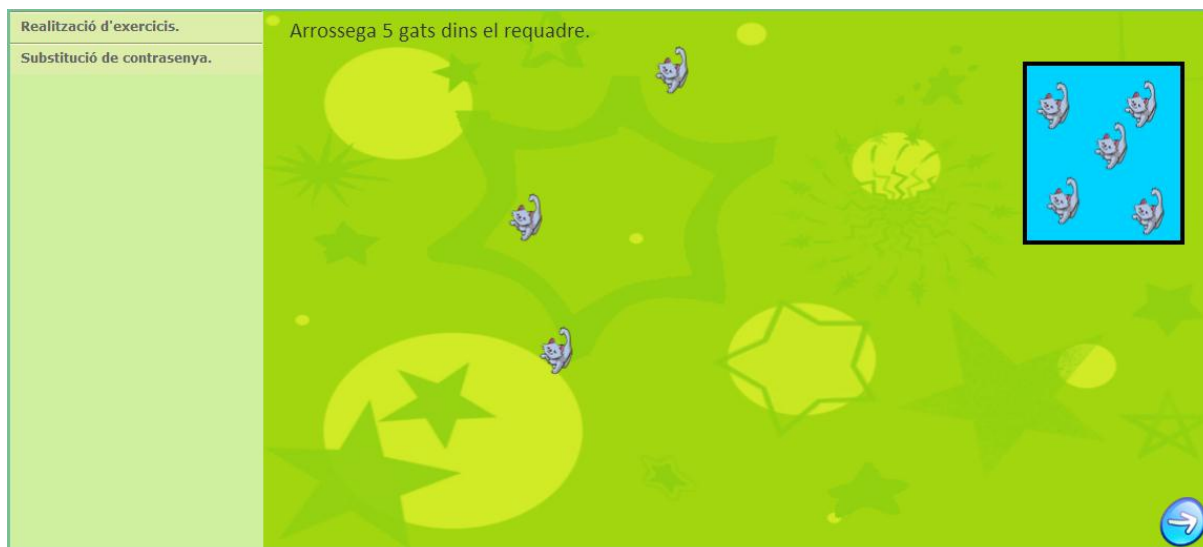 Realització d'exercicis.
Substitució de contrasenya.
Arrossega 5 gats dins el requadre.